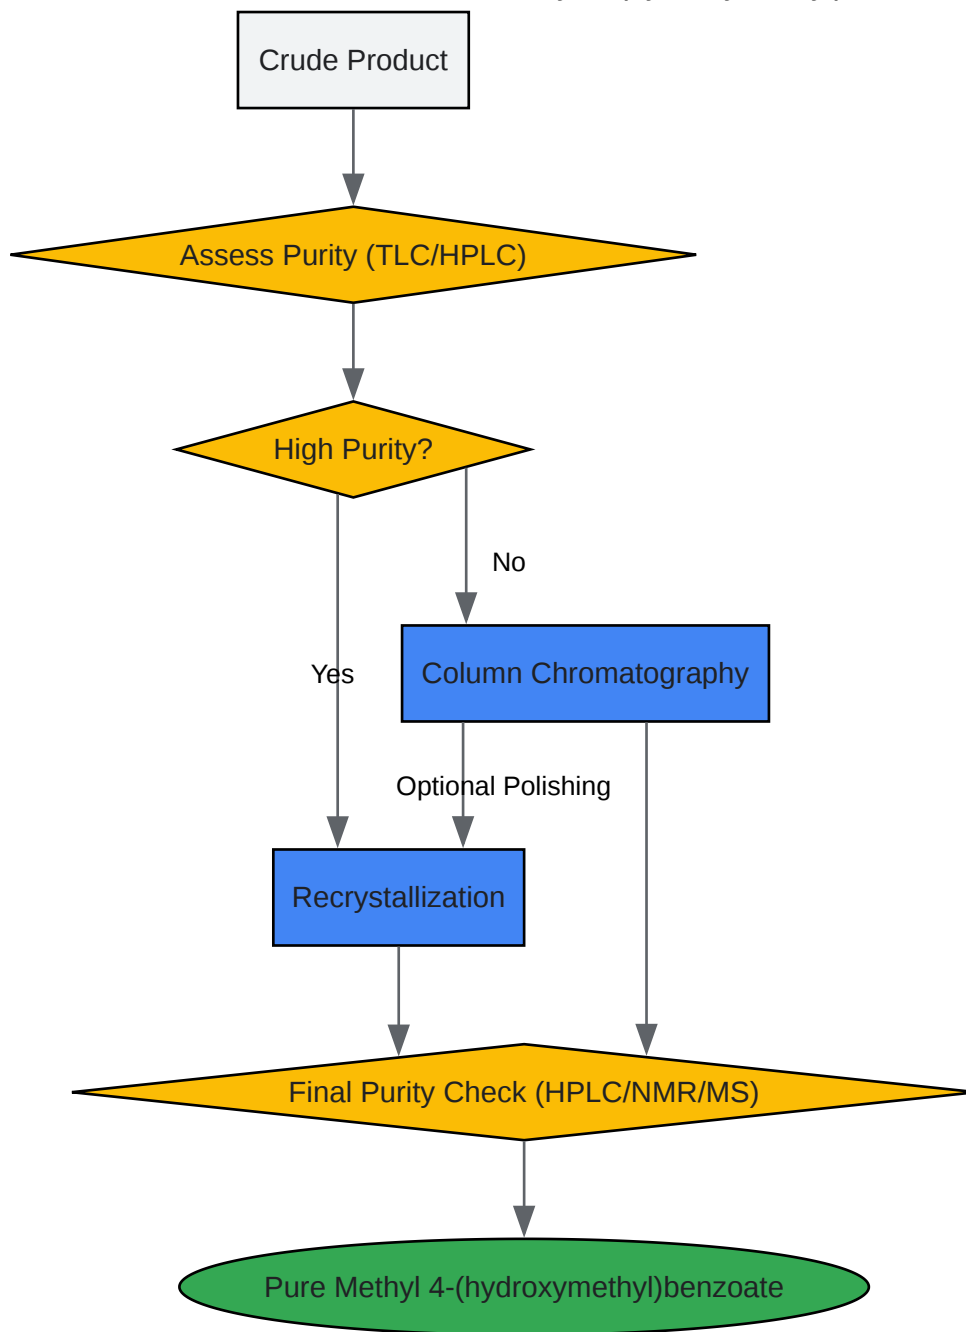 Crude Product
Assess Purity (TLC/HPLC)
High Purity?
No
Yes
Column Chromatography
Optional Polishing
Recrystallization
Final Purity Check (HPLC/NMR/MS)
Pure Methyl 4-(hydroxymethyl)benzoate